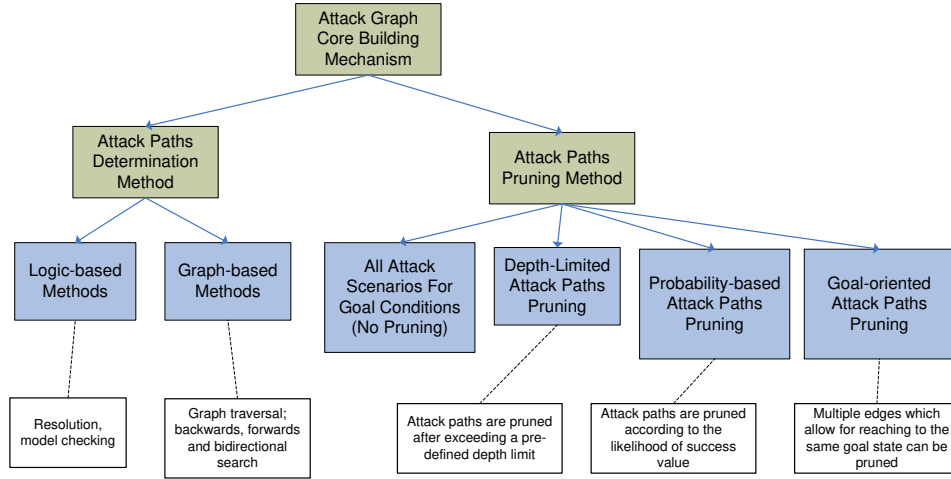 Attack Graph
Core Building
Mechanism
Attack Paths
Determination
Method
Attack Paths
Pruning Method
Logic-based
Methods
Graph-based
Methods
All Attack
Scenarios For
Goal Conditions
(No Pruning)
Depth-Limited
Attack Paths
Pruning
Probability-based
Attack Paths
Pruning
Goal-oriented
Attack Paths
Pruning
Resolution,
model checking
Graph traversal;
backwards, forwards
and bidirectional
search
Attack paths are pruned
after exceeding a pre-
defined depth limit
Attack paths are pruned
according to the
likelihood of success
value
Multiple edges which
allow for reaching to the
same goal state can be
pruned